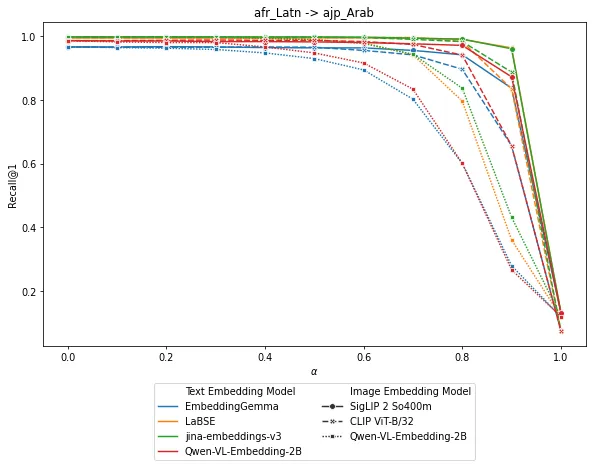 afr_Latn -> ajp_Arab
1.0
0.8
0.6
0.4
0.2
Recall@1
0.0 0.2 0.4 0.6 0.8 1.0
α
Text Embedding Model Image Embedding Model
EmbeddingGemma SigLIP 2 So400m
LaBSE CLIP ViT-B/32
jina-embeddings-v3 Qwen-VL-Embedding-2B
Qwen-VL-Embedding-2B